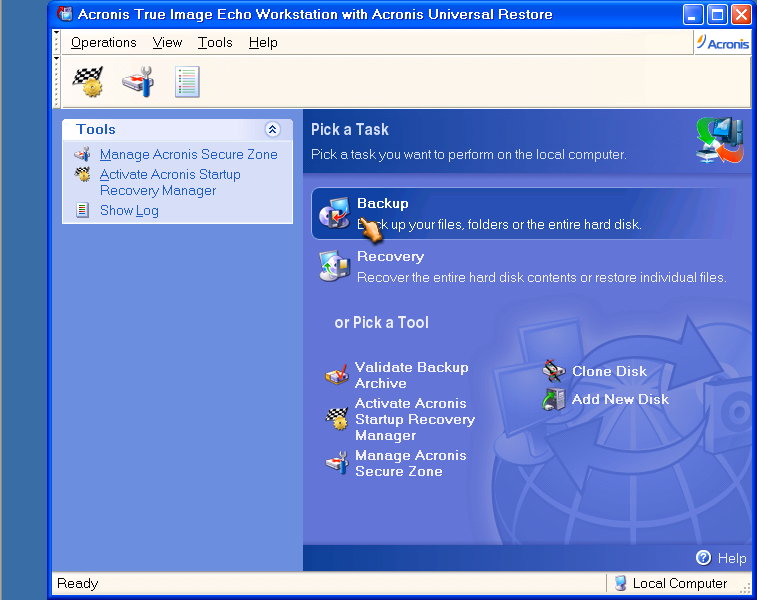 Acronis True Image Echo Workstation with Acronis Universal Restore
Operations View Tools Help
Acronis
Tools
Manage Acronis Secure Zone
Activate Acronis Startup
Recovery Manager
Show Log
Pick a Task
Pick a task you want to perform on the local computer.
Backup
Back up your files, folders or the entire hard disk.
Recovery
Recover the entire hard disk contents or restore individual files.
or Pick a Tool
Validate Backup
Archive
Activate Acronis
Startup Recovery
Manager
Manage Acronis
Secure Zone
Clone Disk
Add New Disk
Help
Ready
Local Computer